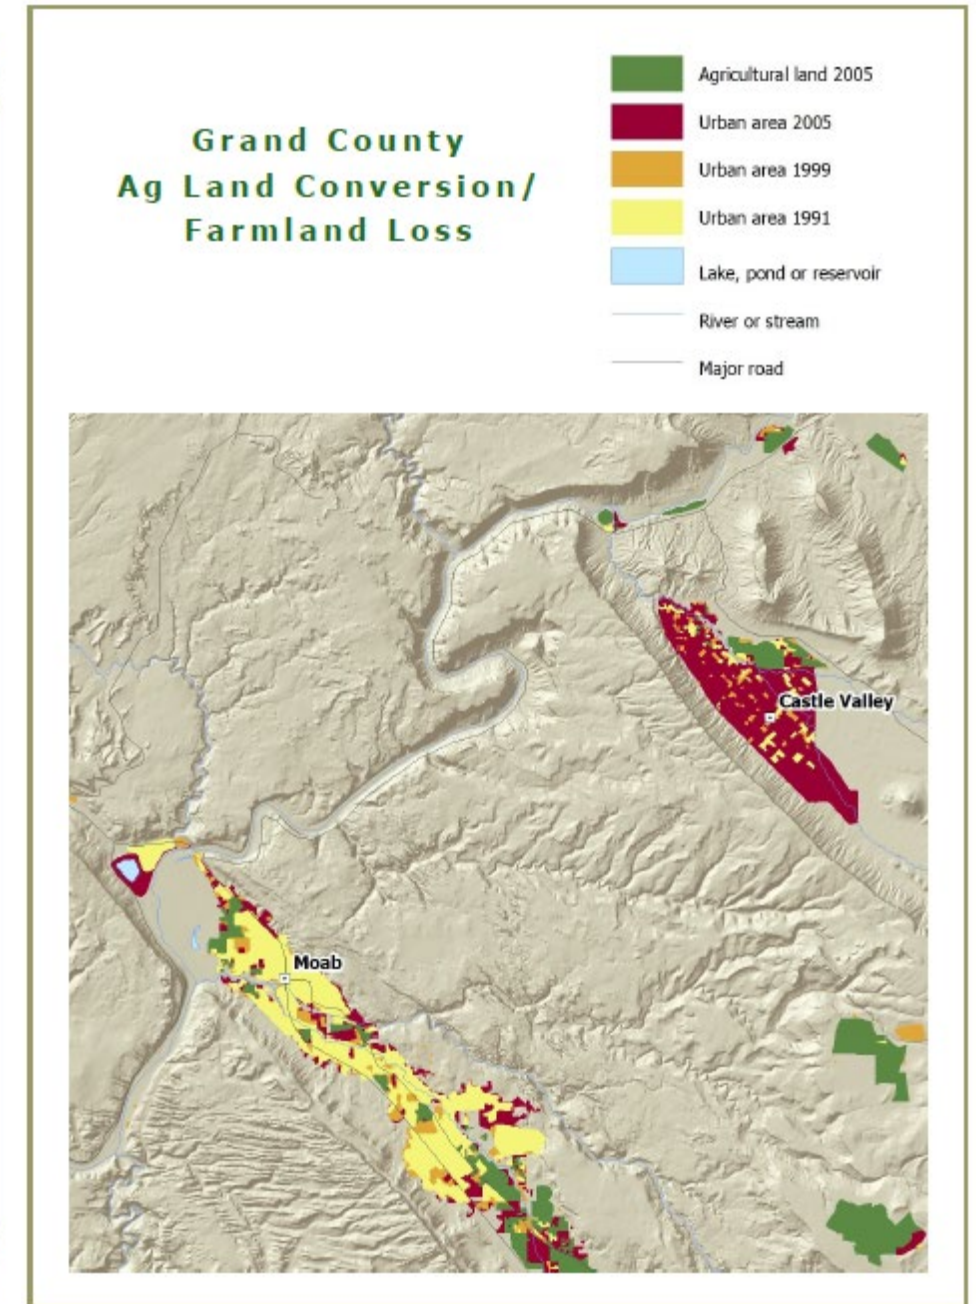 Grand County
Ag Land Conversion/
Farmland Loss
Agricultural land 2005
Urban area 2005
Urban area 1999
Urban area 1991
Lake, pond or reservoir
River or stream
Major road
Castle Valley
Moab